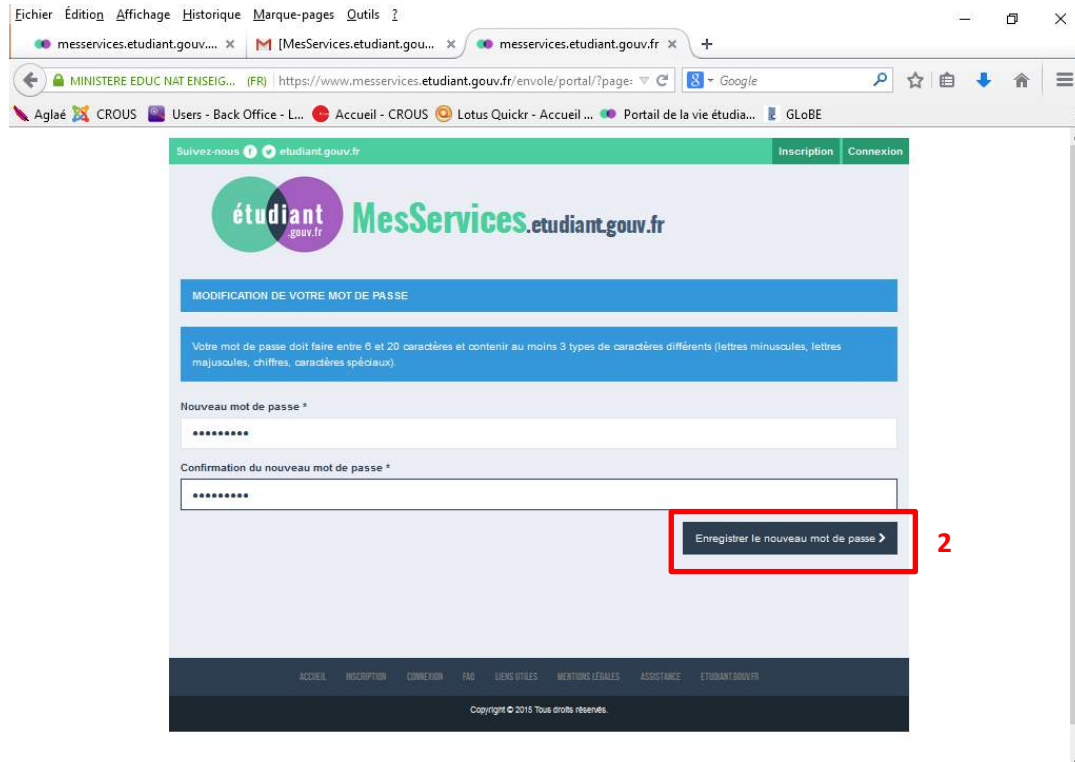 Fichier Édition Affichage Historique Marque-pages Outils ?
messervices.etudiant.gouv.... × [MesServices.etudiant.gou... × messervices.etudiant.gouv.fr × +
MINISTERE EDUC NAT ENSEIG... (FR) https://www.messervices.etudiant.gouv.fr/envole/portal/?page: Google
Aglaé CROUS Users - Back Office - L... Accueil - CROUS Lotus Quickr - Accueil ... Portail de la vie étudia... GLoBE
Suivez-nous etudiant.gouv.fr Inscription Connexion
étudiant
.gouv.fr
MesServices.etudiant.gouv.fr
MODIFICATION DE VOTRE MOT DE PASSE
Votre mot de passe doit faire entre 6 et 20 caractères et contenir au moins 3 types de caractères différents (lettres minuscules, lettres
majuscules, chiffres, caractères spéciaux).
Nouveau mot de passe *
•••••••••
Confirmation du nouveau mot de passe *
•••••••••
Enregistrer le nouveau mot de passe
2
ACCUEIL INSCRIPTION CONNEXION FAQ LIENS UTILES MENTIONS LÉGALES ASSISTANCE ETUDIANT.GOUV.FR
Copyright © 2015 Tous droits réservés.